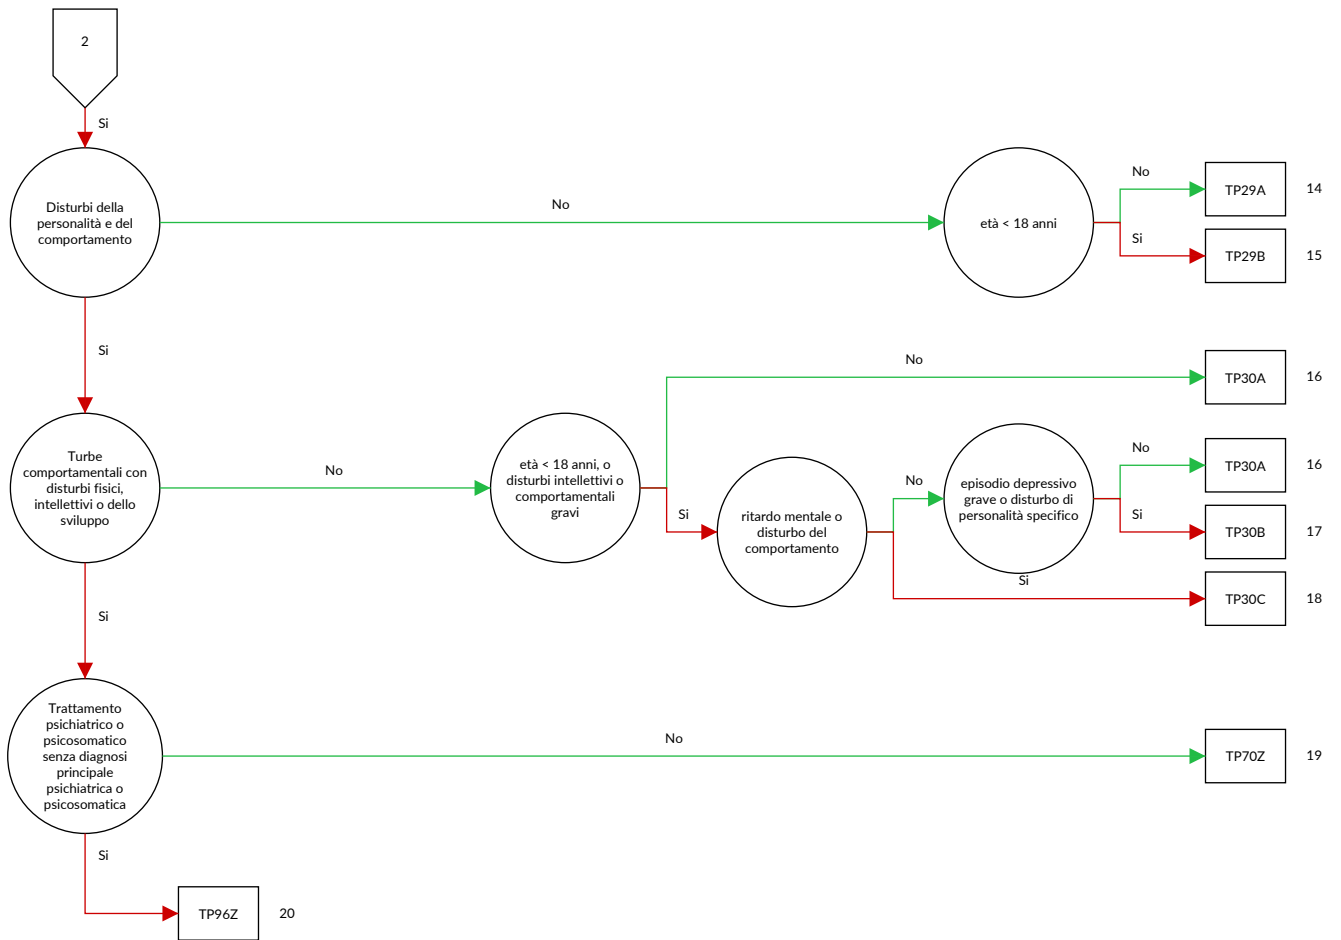 2
Si
Disturbi della
personalità e del
comportamento
No
età < 18 anni
No
TP29A
14
Si
TP29B
15
Si
No
TP30A
16
Turbe
comportamentali con
disturbi fisici,
intellettivi o dello
sviluppo
No
età < 18 anni, o
disturbi intellettivi o
comportamentali
gravi
Si
ritardo mentale o
disturbo del
comportamento
No
episodio depressivo
grave o disturbo di
personalità specifico
No
TP30A
16
Si
TP30B
17
Si
TP30C
18
Si
Trattamento
psichiatrico o
psicosomatico
senza diagnosi
principale
psichiatrica o
psicosomatica
No
TP70Z
19
Si
TP96Z
20